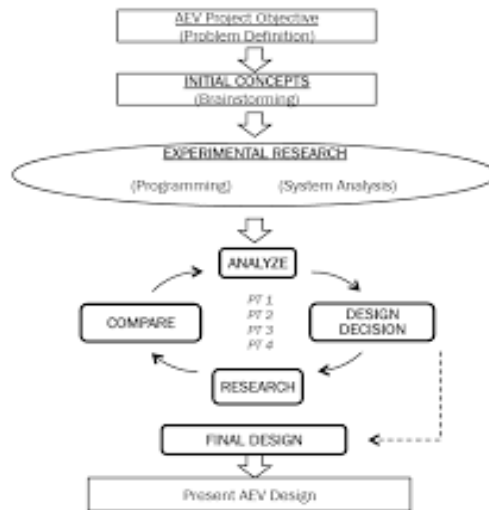 AEV Project Objective
(Problem Definition)
INITIAL CONCEPTS
(Brainstorming)
EXPERIMENTAL RESEARCH
(Programming) (System Analysis)
ANALYZE
PT 1
PT 2
PT 3
PT 4
COMPARE
DESIGN
DECISION
RESEARCH
FINAL DESIGN
Present AEV Design